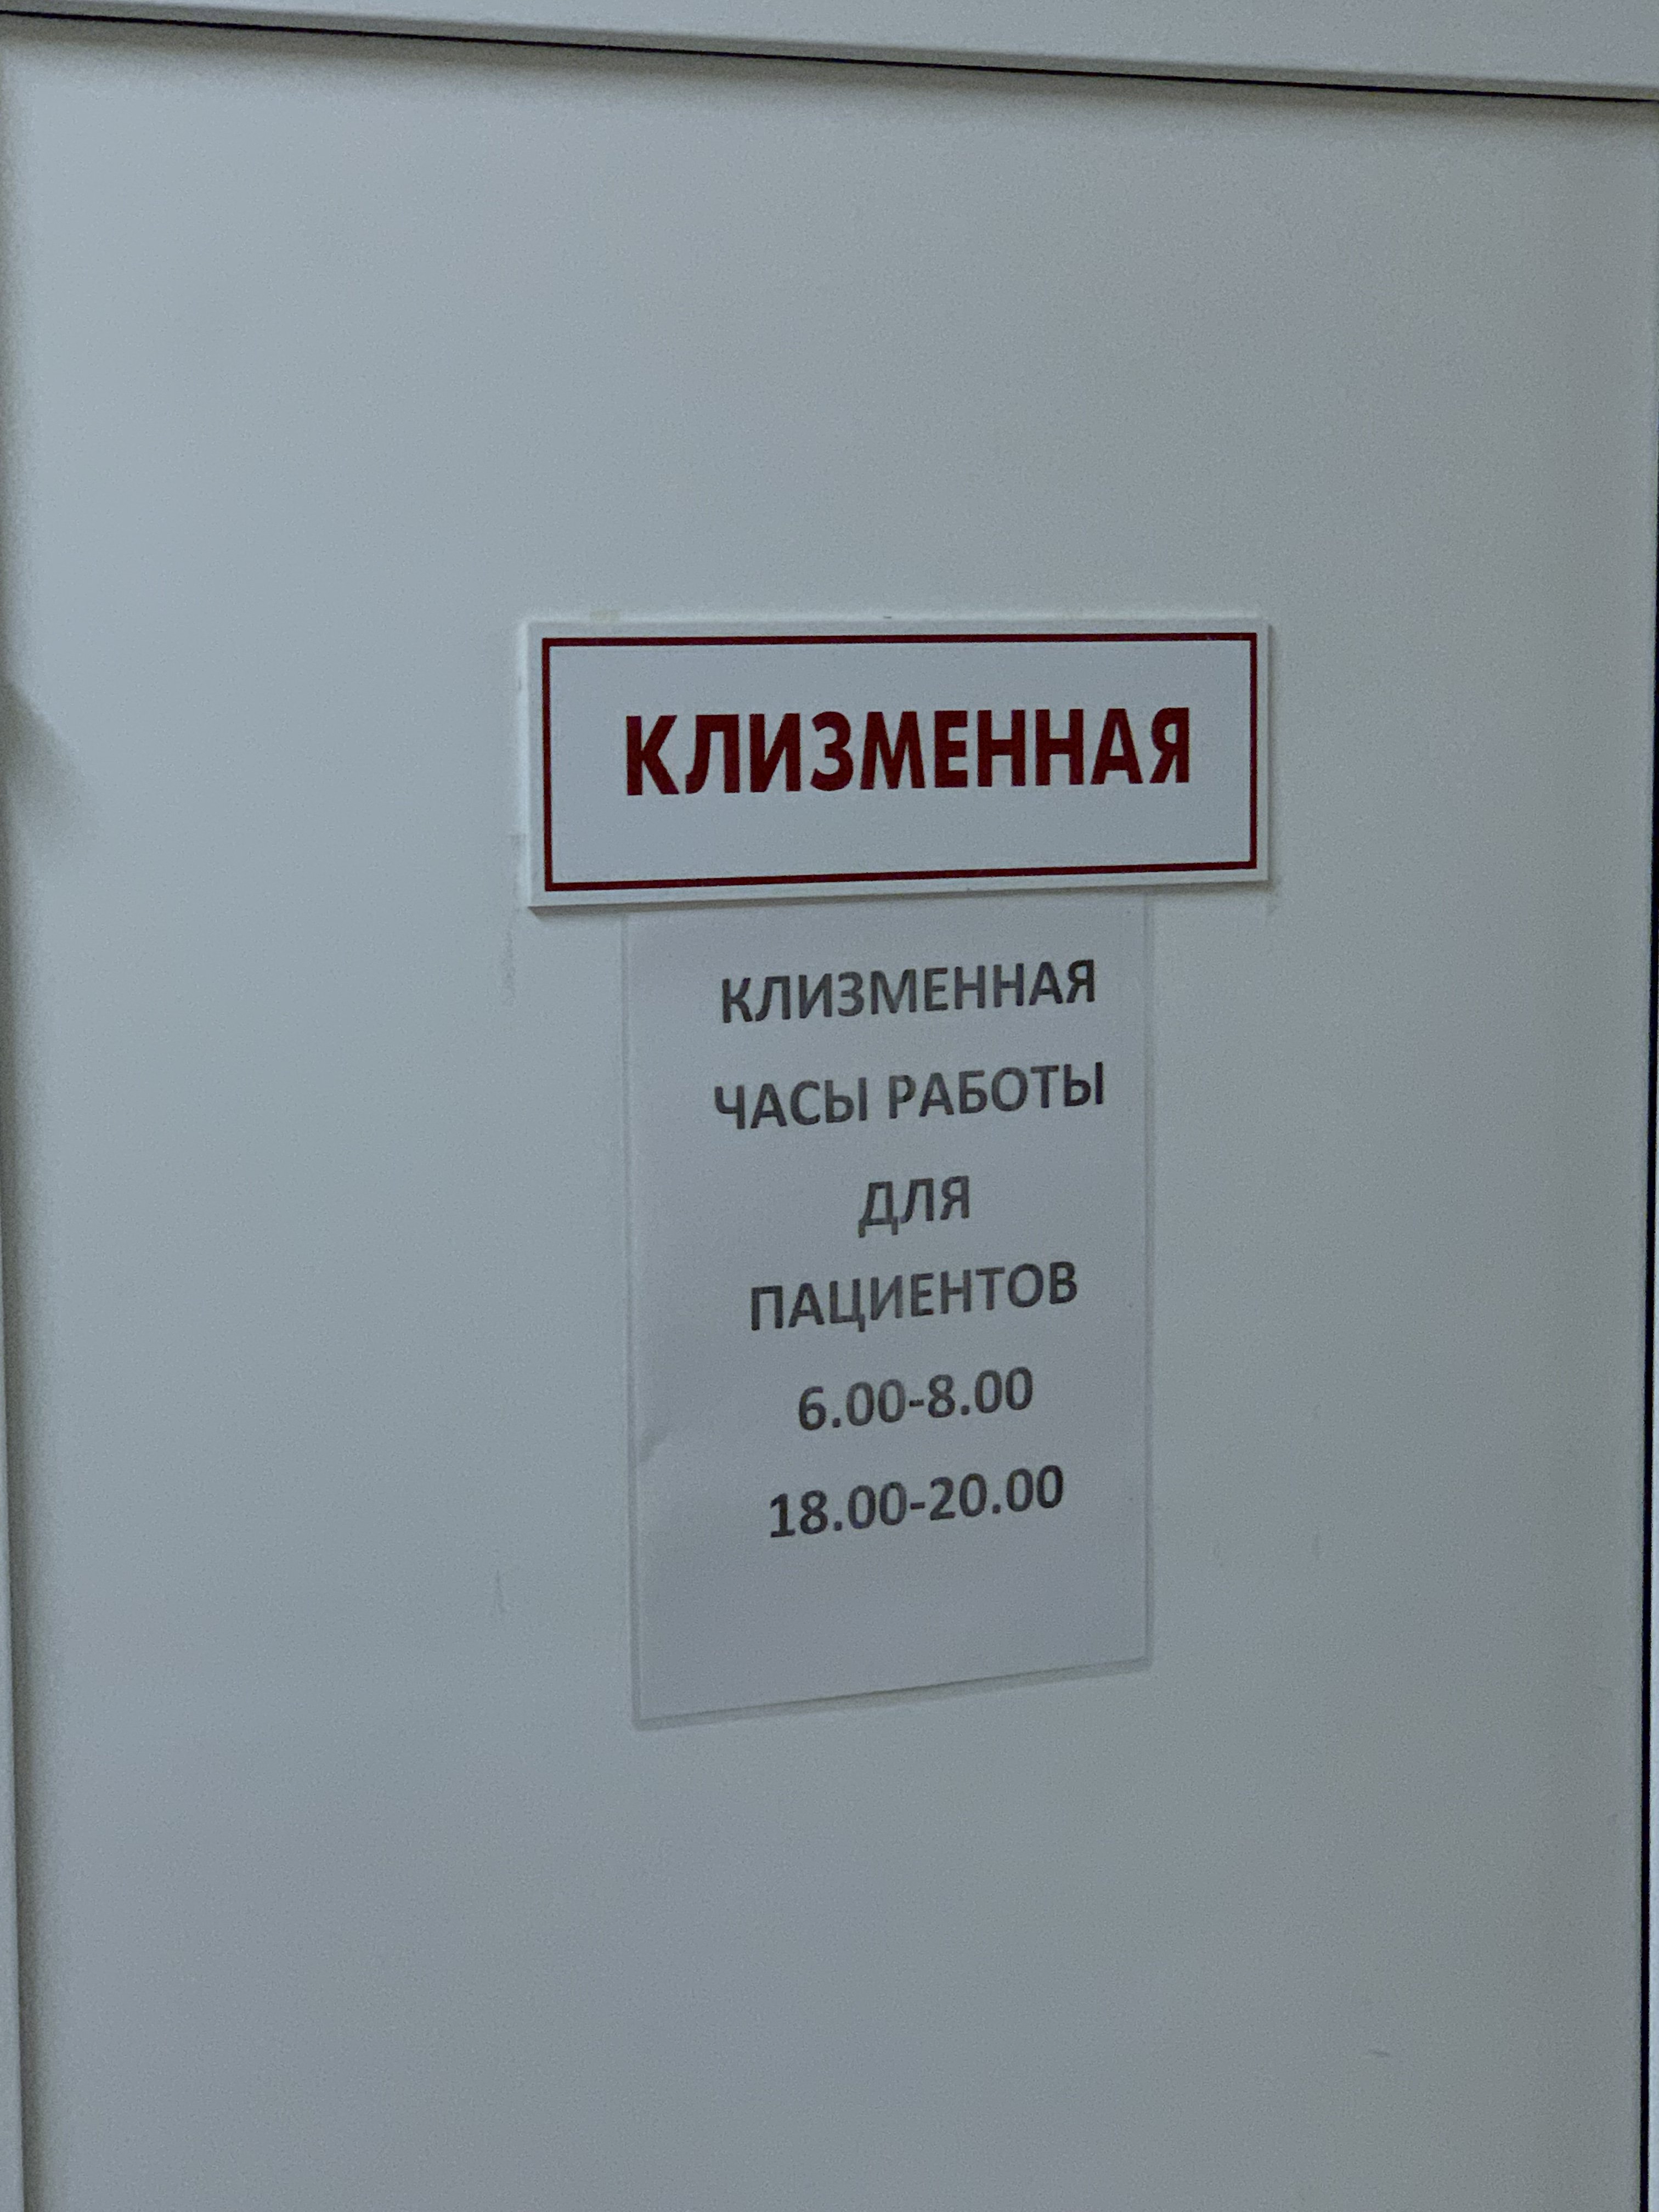 КЛИЗМЕННАЯ
КЛИЗМЕННАЯ
ЧАСЫ РАБОТЫ
ДЛЯ
ПАЦИЕНТОВ
6.00-8.00
18.00-20.00